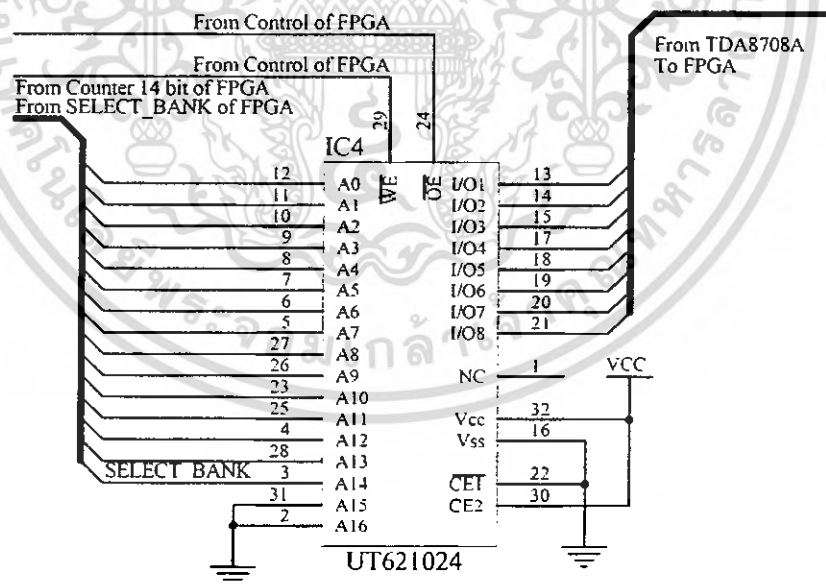 From Control of FPGA
From Control of FPGA
From Counter 14 bit of FPGA
From SELECT_BANK of FPGA
From TDA8708A
To FPGA
29
24
IC4
WE
OE
12 A0
11 A1
10 A2
9 A3
8 A4
7 A5
6 A6
5 A7
27 A8
26 A9
23 A10
25 A11
4 A12
28 A13
SELECT BANK 3 A14
31 A15
2 A16
I/O1 13
I/O2 14
I/O3 15
I/O4 17
I/O5 18
I/O6 19
I/O7 20
I/O8 21
NC 1
VCC
Vcc 32
Vss 16
CE1 22
CE2 30
UT621024